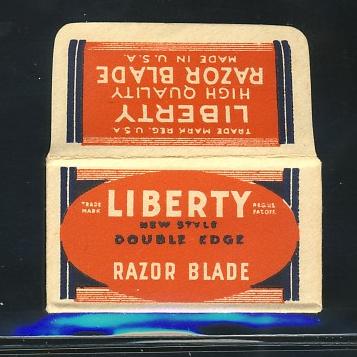 MADE IN U.S.A.
RAZOR BLADE
HIGH QUALITY
LIBERTY
TRADE MARK REG. U.S.A
TRADE MARK
LIBERTY
REG.U.S PAT.OFF.
NEW STYLE
DOUBLE EDGE
RAZOR BLADE